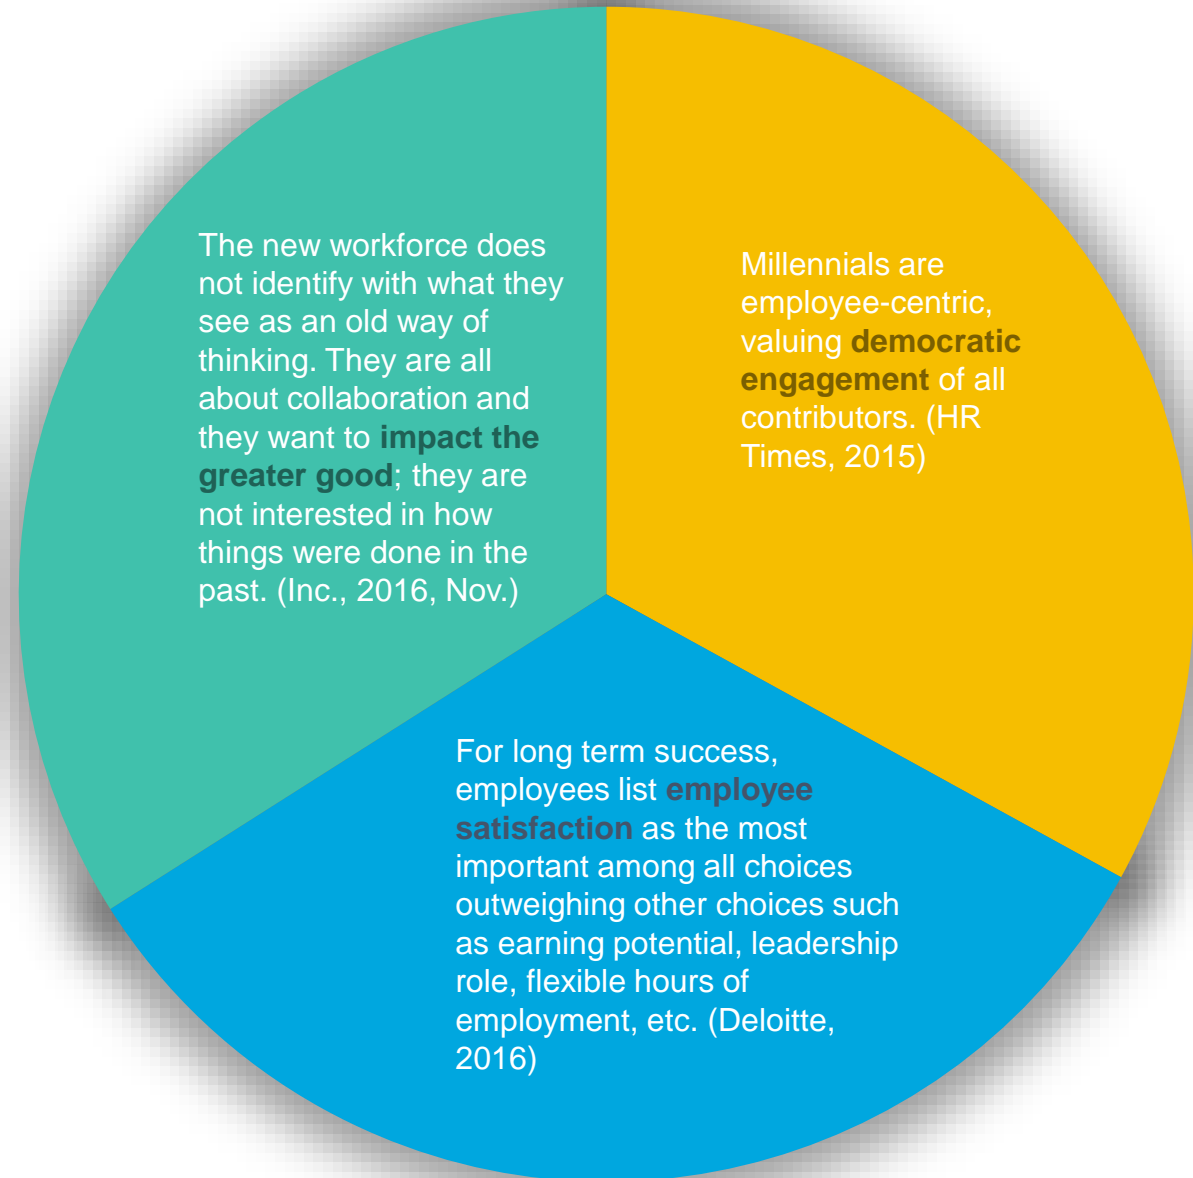 The new workforce does
not identify with what they
see as an old way of
thinking. They are all
about collaboration and
they want to impact the
greater good; they are
not interested in how
things were done in the
past. (Inc., 2016, Nov.)
Millennials are
employee-centric,
valuing democratic
engagement of all
contributors. (HR
Times, 2015)
For long term success,
employees list employee
satisfaction as the most
important among all choices
outweighing other choices such
as earning potential, leadership
role, flexible hours of
employment, etc. (Deloitte,
2016)